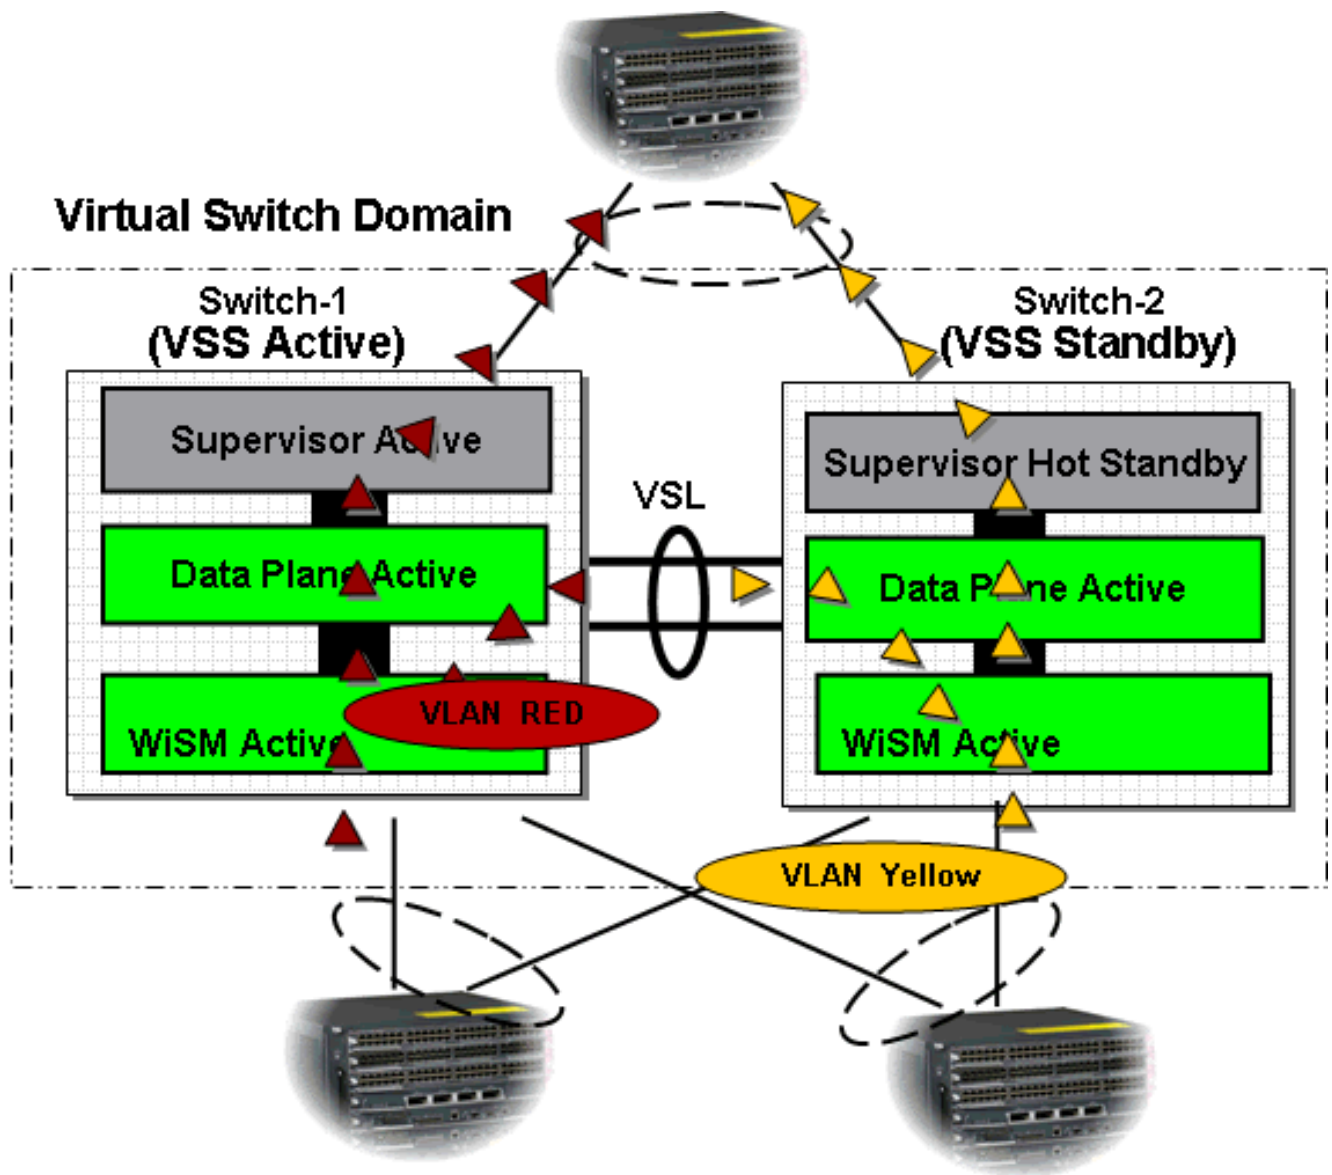 Virtual Switch Domain
Switch-1
(VSS Active)
Switch-2
(VSS Standby)
Supervisor Active
Supervisor Hot Standby
VSL
Data Plane Active
Data Plane Active
VLAN RED
WiSM Active
WiSM Active
VLAN Yellow